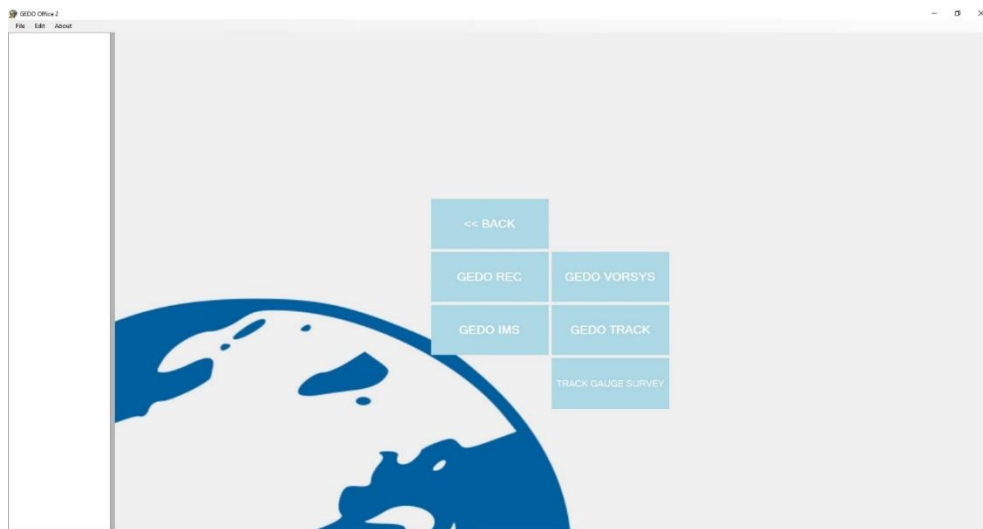 GEDO Office 2
File Edit About
<< BACK
GEDO REC GEDO VORSYS
GEDO IMS GEDO TRACK
TRACK GAUGE SURVEY